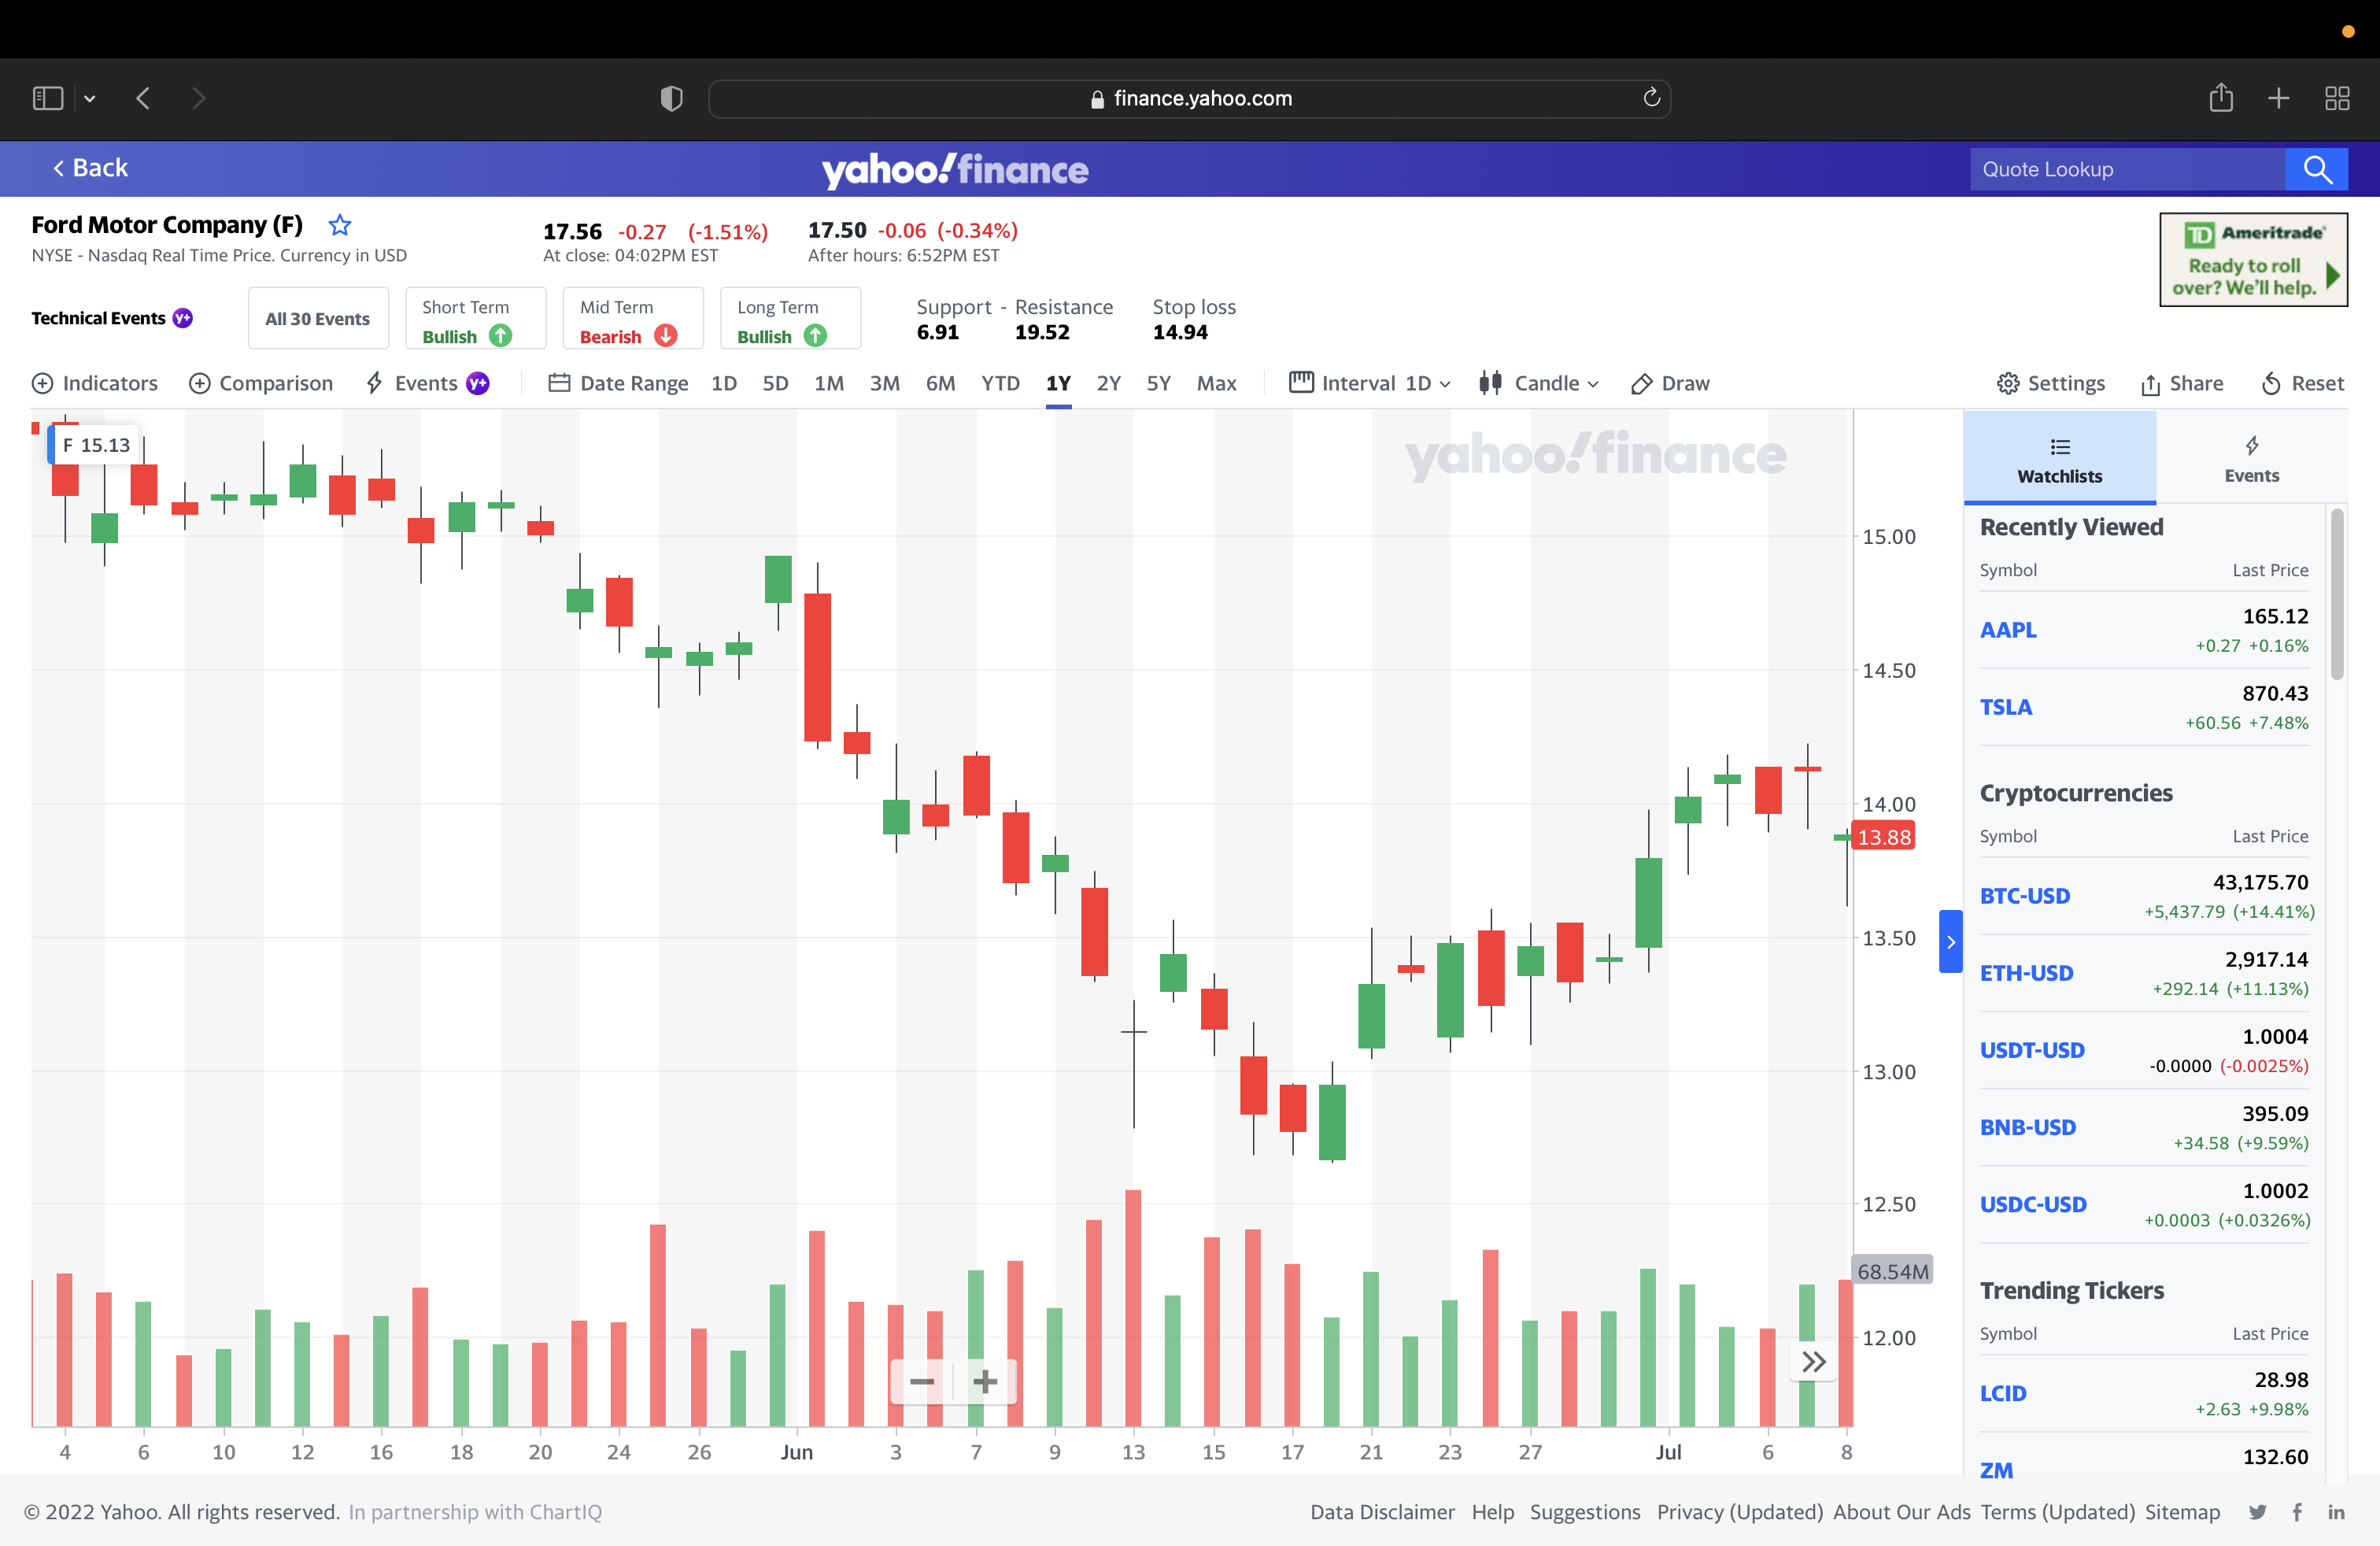 finance.yahoo.com
Back
yahoo!finance
Quote Lookup
Ford Motor Company (F)
17.56 -0.27 (-1.51%)
17.50 -0.06 (-0.34%)
NYSE - Nasdaq Real Time Price. Currency in USD
At close: 04:02PM EST
After hours: 6:52PM EST
TD Ameritrade
Ready to roll
over? We'll help.
Technical Events y+
All 30 Events
Short Term
Bullish
Mid Term
Bearish
Long Term
Bullish
Support - Resistance
6.91 19.52
Stop loss
14.94
Indicators Comparison Events y+ Date Range 1D 5D 1M 3M 6M YTD 1Y 2Y 5Y Max Interval 1D Candle Draw Settings Share Reset
F 15.13
yahoo!finance
15.00
14.50
14.00
13.88
13.50
13.00
12.50
68.54M
12.00
4 6 10 12 16 18 20 24 26 Jun 3 7 9 13 15 17 21 23 27 Jul 6 8
Watchlists
Events
Recently Viewed
Symbol Last Price
AAPL 165.12
+0.27 +0.16%
TSLA 870.43
+60.56 +7.48%
Cryptocurrencies
Symbol Last Price
BTC-USD 43,175.70
+5,437.79 (+14.41%)
ETH-USD 2,917.14
+292.14 (+11.13%)
USDT-USD 1.0004
-0.0000 (-0.0025%)
BNB-USD 395.09
+34.58 (+9.59%)
USDC-USD 1.0002
+0.0003 (+0.0326%)
Trending Tickers
Symbol Last Price
LCID 28.98
+2.63 +9.98%
ZM 132.60
© 2022 Yahoo. All rights reserved. In partnership with ChartIQ
Data Disclaimer Help Suggestions Privacy (Updated) About Our Ads Terms (Updated) Sitemap